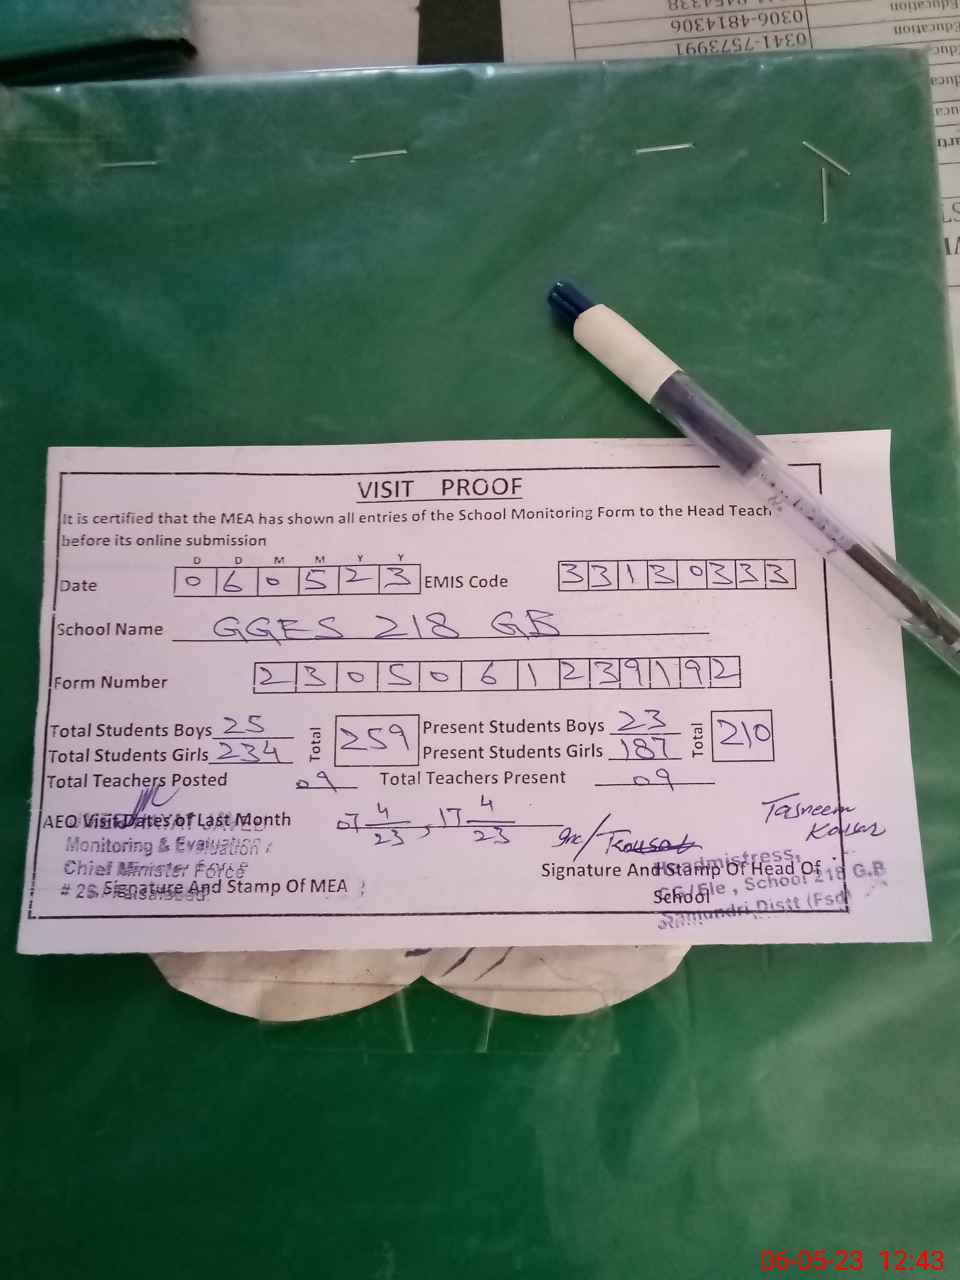 0306-4814306
0341-7573991
VISIT PROOF
It is certified that the MEA has shown all entries of the School Monitoring Form to the Head Teach
before its online submission
D D M M Y Y
Date 0 6 0 5 2 3 EMIS Code 3 3 1 3 0 3 3 3
School Name GGES 218 GB
Form Number 2 3 0 5 0 6 1 2 3 9 1 9 2
Total Students Boys 25 Total 259 Present Students Boys 23 Total 210
Total Students Girls 234 Present Students Girls 187
Total Teachers Posted 09 Total Teachers Present 09
AEO Visit Dates of Last Month 07 4/23, 17 4/23
Tasneem
Kousar
Monitoring & Evaluation
Chief Minister Force
Signature And Stamp Of MEA
Signature And Stamp Of Head Of
School
Headmistress,
GG/Ele, School 218 G.B
Samundri Distt (Fsd)
06-05-23 12:43